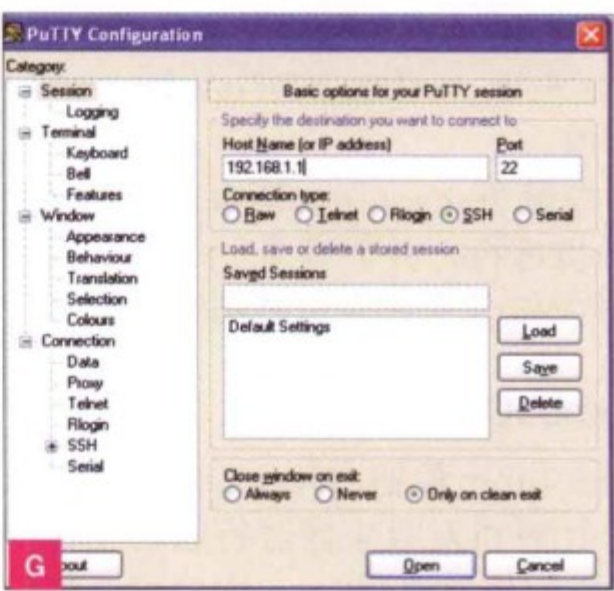 PuTTY Configuration
Category:
Session
Logging
Terminal
Keyboard
Bell
Features
Window
Appearance
Behaviour
Translation
Selection
Colours
Connection
Data
Proxy
Telnet
Rlogin
SSH
Serial
Basic options for your PuTTY session
Specify the destination you want to connect to
Host Name (or IP address) Port
192.168.1.1 22
Connection type:
Raw Telnet Rlogin SSH Serial
Load, save or delete a stored session
Saved Sessions
Default Settings
Load
Save
Delete
Close window on exit:
Always Never Only on clean exit
G
Open Cancel